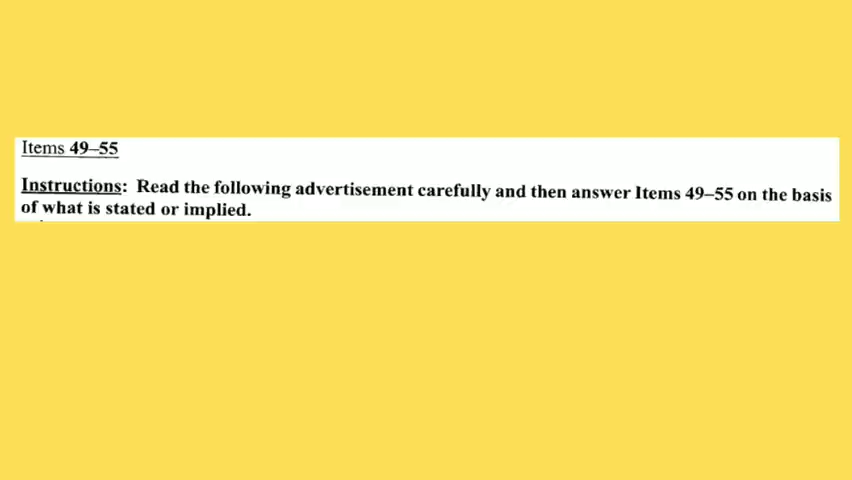 Items 49–55
Instructions: Read the following advertisement carefully and then answer Items 49–55 on the basis
of what is stated or implied.